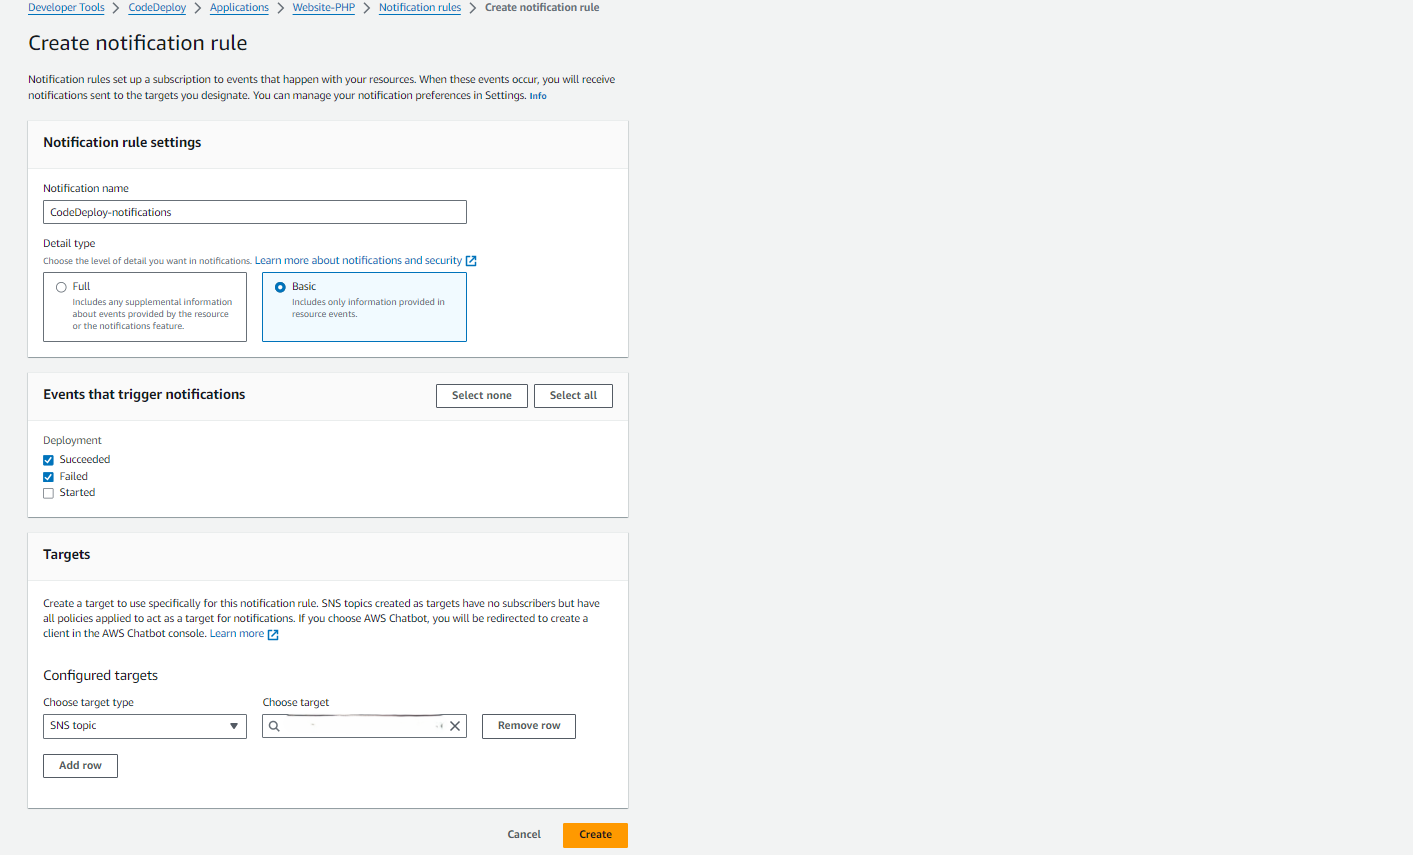 Developer Tools > CodeDeploy > Applications > Website-PHP > Notification rules > Create notification rule
Create notification rule
Notification rules set up a subscription to events that happen with your resources. When these events occur, you will receive
notifications sent to the targets you designate. You can manage your notification preferences in Settings. Info
Notification rule settings
Notification name
CodeDeploy-notifications
Detail type
Choose the level of detail you want in notifications. Learn more about notifications and security
Full
Includes any supplemental information
about events provided by the resource
or the notifications feature.
Basic
Includes only information provided in
resource events.
Events that trigger notifications
Select none
Select all
Deployment
Succeeded
Failed
Started
Targets
Create a target to use specifically for this notification rule. SNS topics created as targets have no subscribers but have
all policies applied to act as a target for notifications. If you choose AWS Chatbot, you will be redirected to create a
client in the AWS Chatbot console. Learn more
Configured targets
Choose target type
Choose target
SNS topic
Remove row
Add row
Cancel
Create